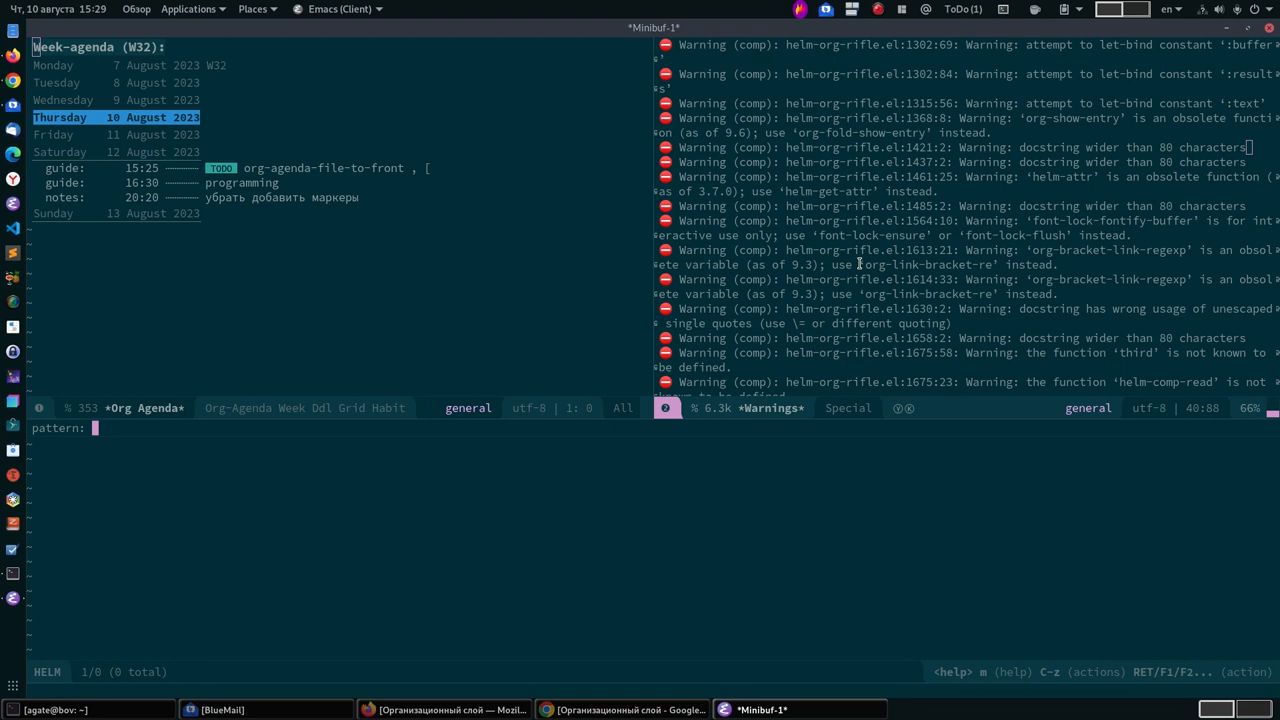 Чт, 10 августа 15:29 Обзор Applications Places Emacs (Client) ToDo (1) en
*Minibuf-1*
Week-agenda (W32):
Monday 7 August 2023 W32
Tuesday 8 August 2023
Wednesday 9 August 2023
Thursday 10 August 2023
Friday 11 August 2023
Saturday 12 August 2023
guide: 15:25 TODO org-agenda-file-to-front , [
guide: 16:30 programming
notes: 20:20 убрать добавить маркеры
Sunday 13 August 2023
Warning (comp): helm-org-rifle.el:1302:69: Warning: attempt to let-bind constant ‘:buffer
’
Warning (comp): helm-org-rifle.el:1302:84: Warning: attempt to let-bind constant ‘:result
s’
Warning (comp): helm-org-rifle.el:1315:56: Warning: attempt to let-bind constant ‘:text’
Warning (comp): helm-org-rifle.el:1368:8: Warning: ‘org-show-entry’ is an obsolete functi
on (as of 9.6); use ‘org-fold-show-entry’ instead.
Warning (comp): helm-org-rifle.el:1421:2: Warning: docstring wider than 80 characters
Warning (comp): helm-org-rifle.el:1437:2: Warning: docstring wider than 80 characters
Warning (comp): helm-org-rifle.el:1461:25: Warning: ‘helm-attr’ is an obsolete function (
as of 3.7.0); use ‘helm-get-attr’ instead.
Warning (comp): helm-org-rifle.el:1485:2: Warning: docstring wider than 80 characters
Warning (comp): helm-org-rifle.el:1564:10: Warning: ‘font-lock-fontify-buffer’ is for int
eractive use only; use ‘font-lock-ensure’ or ‘font-lock-flush’ instead.
Warning (comp): helm-org-rifle.el:1613:21: Warning: ‘org-bracket-link-regexp’ is an obsol
ete variable (as of 9.3); use ‘org-link-bracket-re’ instead.
Warning (comp): helm-org-rifle.el:1614:33: Warning: ‘org-bracket-link-regexp’ is an obsol
ete variable (as of 9.3); use ‘org-link-bracket-re’ instead.
Warning (comp): helm-org-rifle.el:1630:2: Warning: docstring has wrong usage of unescaped
single quotes (use \= or different quoting)
Warning (comp): helm-org-rifle.el:1658:2: Warning: docstring wider than 80 characters
Warning (comp): helm-org-rifle.el:1675:58: Warning: the function ‘third’ is not known to
be defined.
Warning (comp): helm-org-rifle.el:1675:23: Warning: the function ‘helm-comp-read’ is not
❶ % 353 *Org Agenda* Org-Agenda Week Ddl Grid Habit general utf-8 | 1: 0 All
❷ % 6.3k *Warnings* Special ⓨⓚ general utf-8 | 40:88 66%
pattern:
HELM 1/0 (0 total) <help> m (help) C-z (actions) RET/F1/F2... (action)
[agate@bov: ~] [BlueMail] [Организационный слой — Mozil... [Организационный слой - Google... *Minibuf-1*